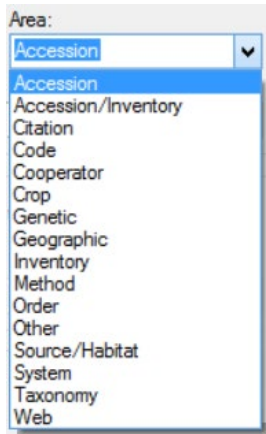 Area:
Accession
Accession
Accession/Inventory
Citation
Code
Cooperator
Crop
Genetic
Geographic
Inventory
Method
Order
Other
Source/Habitat
System
Taxonomy
Web